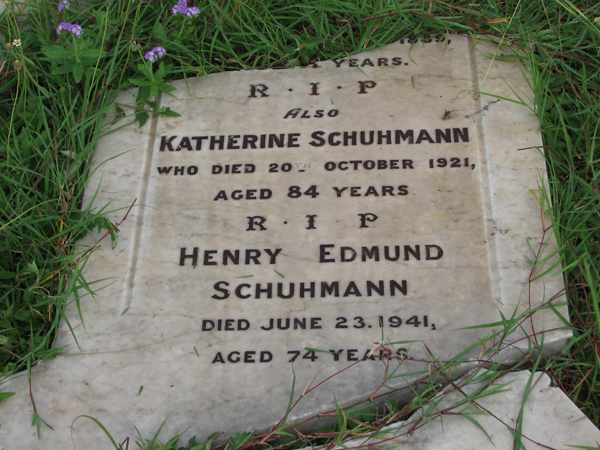 YEARS.
R. I. P
ALSO
KATHERINE SCHUHMANN
WHO DIED 20TH OCTOBER 1921,
AGED 84 YEARS
R. I P
HENRY EDMUND
SCHUHMANN
DIED JUNE 23. 1941,
AGED 74 YEARS.